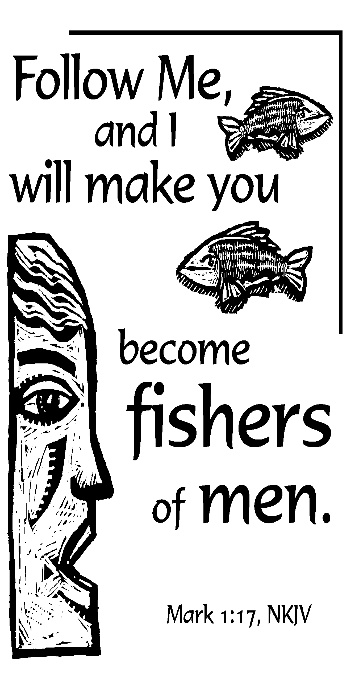 Follow Me,
and I
will make you
become
fishers
of men.
Mark 1:17, NKJV